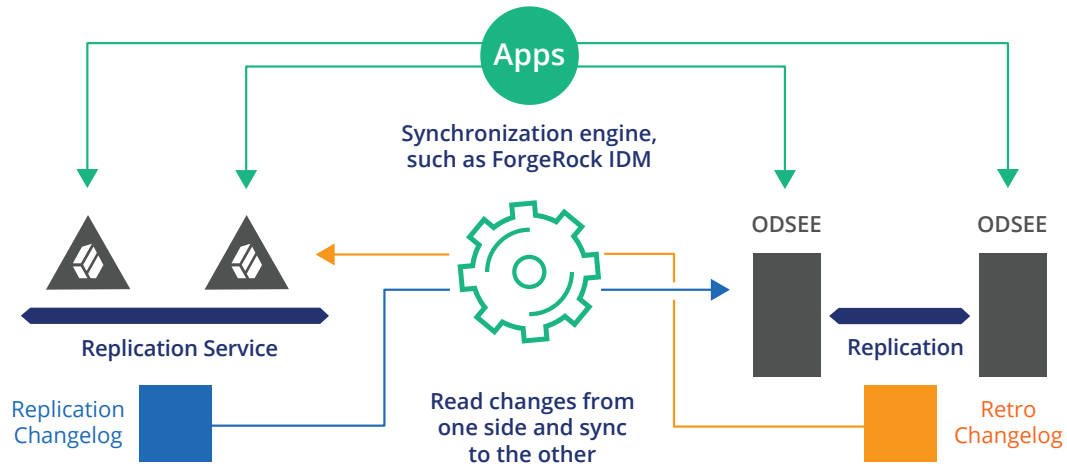 Apps
Synchronization engine,
such as ForgeRock IDM
ODSEE
ODSEE
Replication Service
Replication
Replication
Changelog
Read changes from
one side and sync
to the other
Retro
Changelog